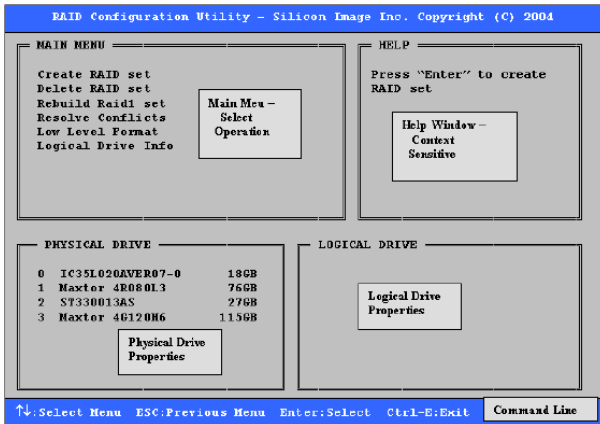 RAID Configuration Utility – Silicon Image Inc. Copyright (C) 2004
MAIN MENU
Create RAID set
Delete RAID set
Rebuild Raid1 set
Resolve Conflicts
Low Level Format
Logical Drive Info
Main Meu –
Select
Operation
HELP
Press “Enter” to create
RAID set
Help Window –
Context
Sensitive
PHYSICAL DRIVE
0 IC35L020AVER07-0 18GB
1 Maxtor 4R080L3 76GB
2 ST330013AS 27GB
3 Maxtor 4G120H6 115GB
Physical Drive
Properties
LOGICAL DRIVE
Logical Drive
Properties
↑↓:Select Menu ESC:Previous Menu Enter:Select Ctrl-E:Exit
Command Line